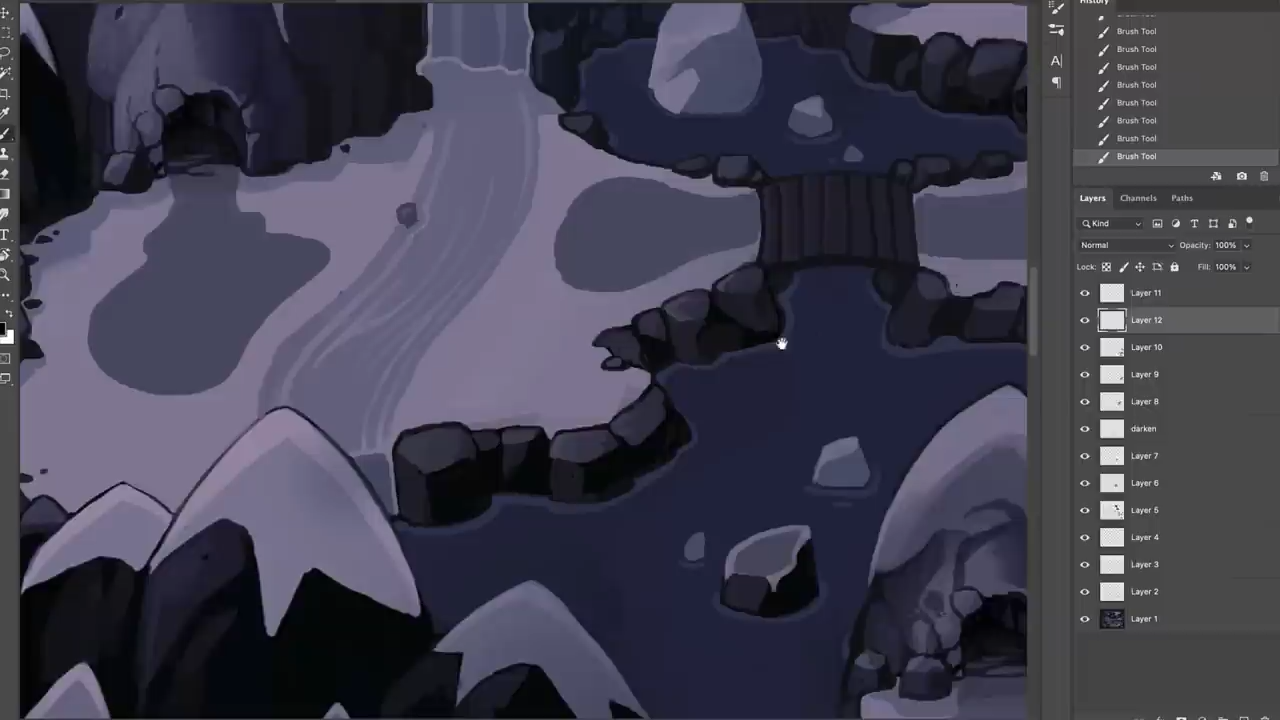 History
Brush Tool
Brush Tool
Brush Tool
Brush Tool
Brush Tool
Brush Tool
Brush Tool
Brush Tool
Brush Tool
Layers Channels Paths
Kind
Normal Opacity: 100%
Lock: Fill: 100%
Layer 11
Layer 12
Layer 10
Layer 9
Layer 8
darken
Layer 7
Layer 6
Layer 5
Layer 4
Layer 3
Layer 2
Layer 1